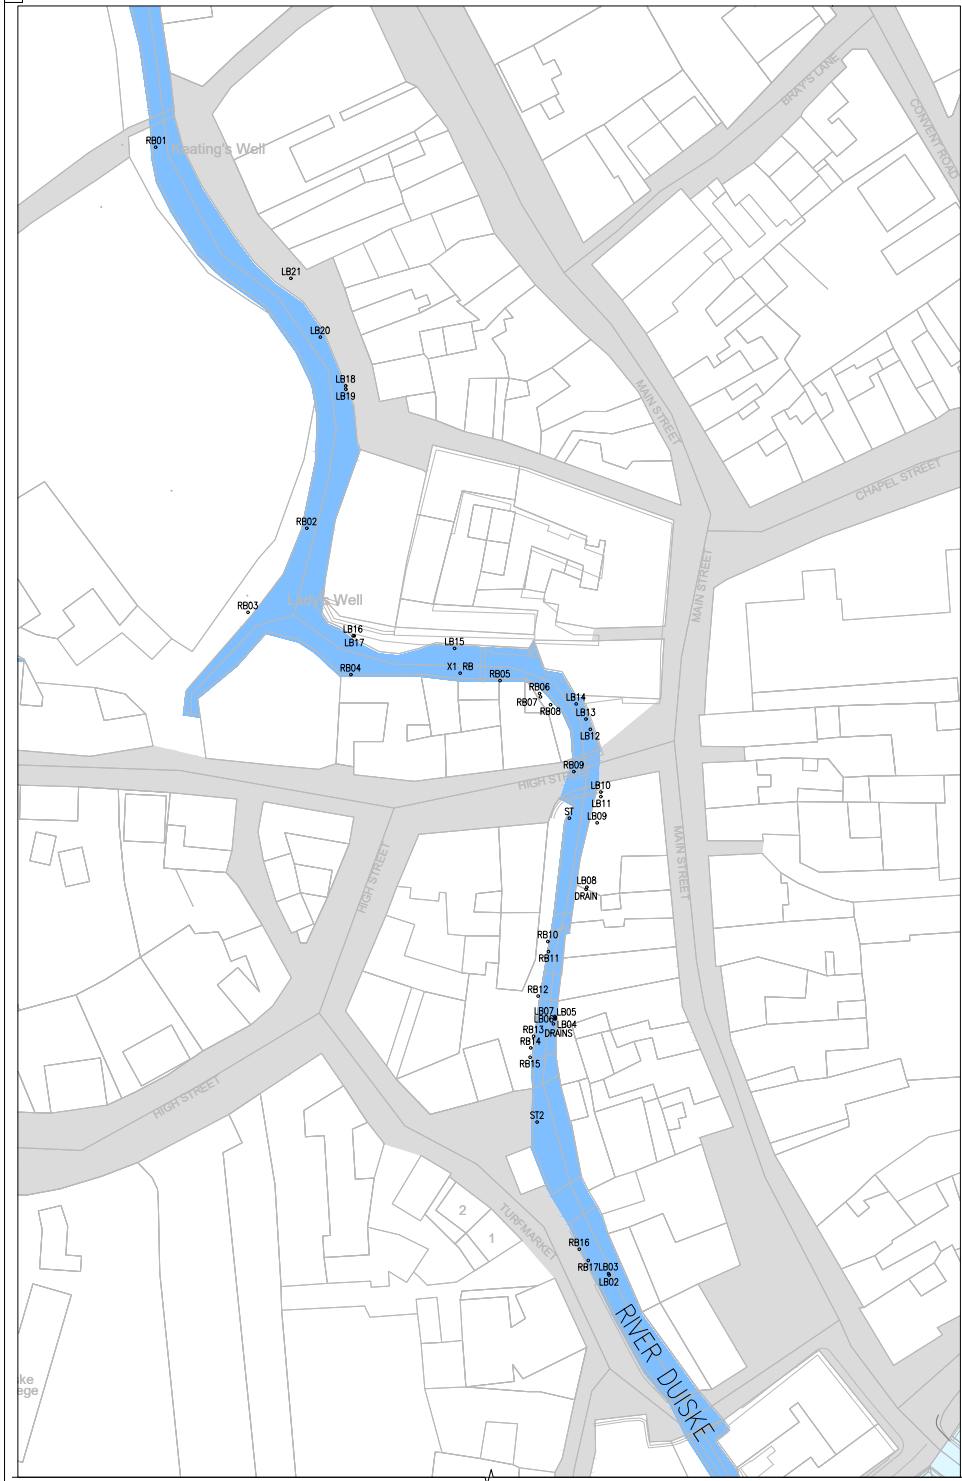 BRAY'S LANE
CONVENT ROAD
RB01
Keating's Well
LB21
LB20
LB18
LB19
MAIN STREET
CHAPEL STREET
RB02
MAIN STREET
Lady's Well
RB03
LB16
LB17
LB15
RB04
X1 RB
RB05
RB06
RB07
RB08
LB14
LB13
LB12
RB09
HIGH STREET
LB10
LB11
ST
LB09
MAIN STREET
HIGH STREET
LB08
DRAIN
RB10
RB11
RB12
LB07
LB05
LB06
LB04
DRAINS
RB13
RB14
RB15
HIGH STREET
ST2
2
1
TURFMARKET
RB16
RB17
LB03
LB02
RIVER DUISKE
ske
ege